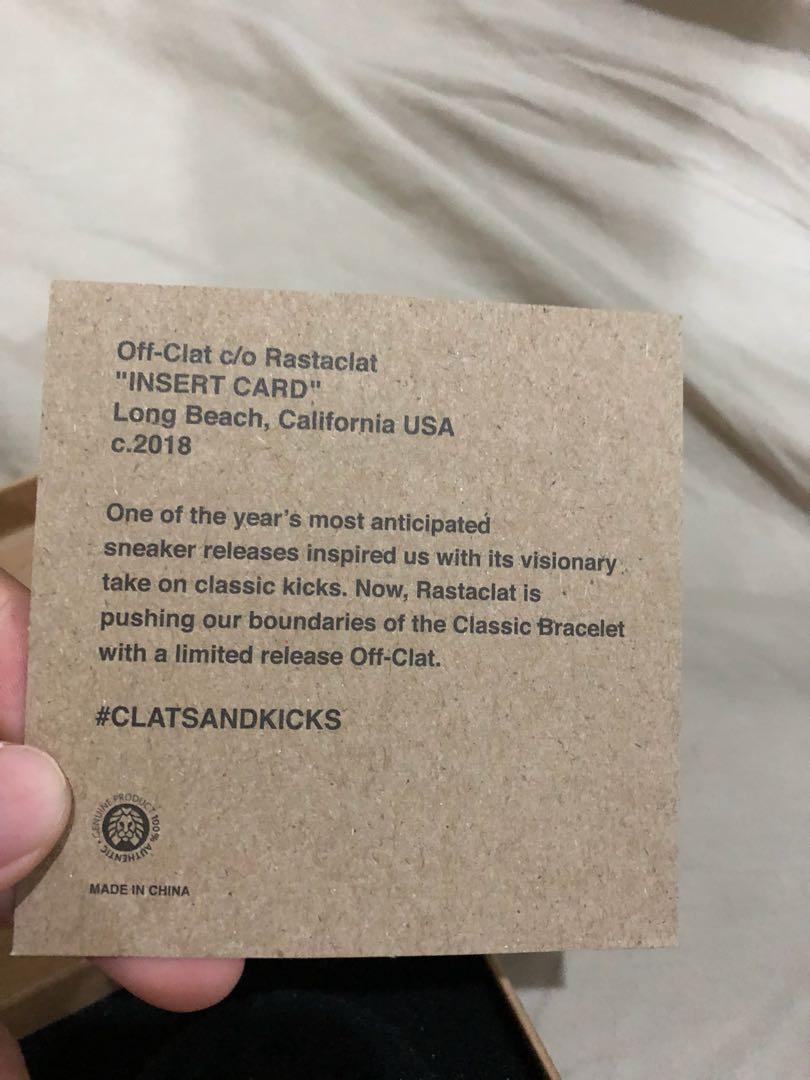 Off-Clat c/o Rastaclat
"INSERT CARD"
Long Beach, California USA
c.2018
One of the year's most anticipated
sneaker releases inspired us with its visionary
take on classic kicks. Now, Rastaclat is
pushing our boundaries of the Classic Bracelet
with a limited release Off-Clat.
#CLATSANDKICKS
GENUINE PRODUCT 100% AUTHENTIC
MADE IN CHINA